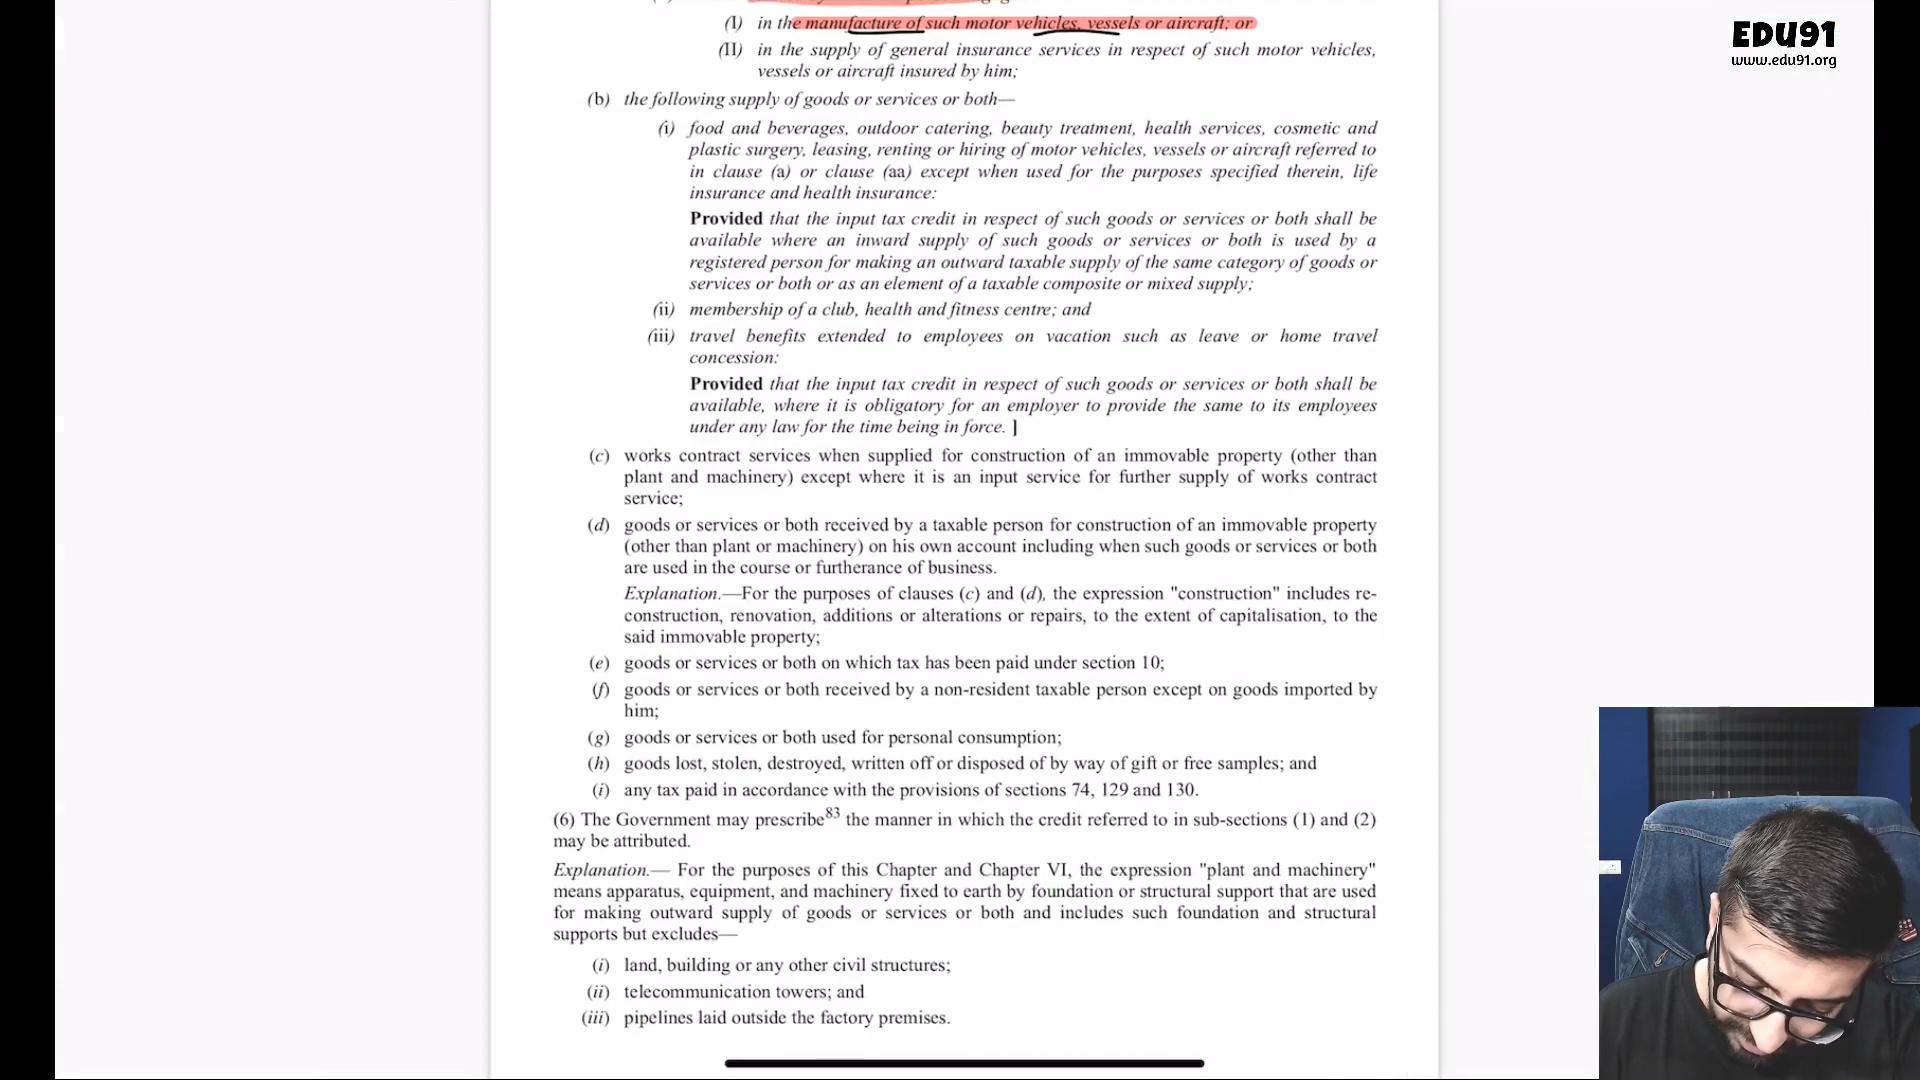 EDU91
www.edu91.org
(I) in the manufacture of such motor vehicles, vessels or aircraft; or
(II) in the supply of general insurance services in respect of such motor vehicles,
vessels or aircraft insured by him;
(b) the following supply of goods or services or both—
(i) food and beverages, outdoor catering, beauty treatment, health services, cosmetic and
plastic surgery, leasing, renting or hiring of motor vehicles, vessels or aircraft referred to
in clause (a) or clause (aa) except when used for the purposes specified therein, life
insurance and health insurance:
Provided that the input tax credit in respect of such goods or services or both shall be
available where an inward supply of such goods or services or both is used by a
registered person for making an outward taxable supply of the same category of goods or
services or both or as an element of a taxable composite or mixed supply;
(ii) membership of a club, health and fitness centre; and
(iii) travel benefits extended to employees on vacation such as leave or home travel
concession:
Provided that the input tax credit in respect of such goods or services or both shall be
available, where it is obligatory for an employer to provide the same to its employees
under any law for the time being in force. ]
(c) works contract services when supplied for construction of an immovable property (other than
plant and machinery) except where it is an input service for further supply of works contract
service;
(d) goods or services or both received by a taxable person for construction of an immovable property
(other than plant or machinery) on his own account including when such goods or services or both
are used in the course or furtherance of business.
Explanation.—For the purposes of clauses (c) and (d), the expression "construction" includes re-
construction, renovation, additions or alterations or repairs, to the extent of capitalisation, to the
said immovable property;
(e) goods or services or both on which tax has been paid under section 10;
(f) goods or services or both received by a non-resident taxable person except on goods imported by
him;
(g) goods or services or both used for personal consumption;
(h) goods lost, stolen, destroyed, written off or disposed of by way of gift or free samples; and
(i) any tax paid in accordance with the provisions of sections 74, 129 and 130.
(6) The Government may prescribe83 the manner in which the credit referred to in sub-sections (1) and (2)
may be attributed.
Explanation.— For the purposes of this Chapter and Chapter VI, the expression "plant and machinery"
means apparatus, equipment, and machinery fixed to earth by foundation or structural support that are used
for making outward supply of goods or services or both and includes such foundation and structural
supports but excludes—
(i) land, building or any other civil structures;
(ii) telecommunication towers; and
(iii) pipelines laid outside the factory premises.